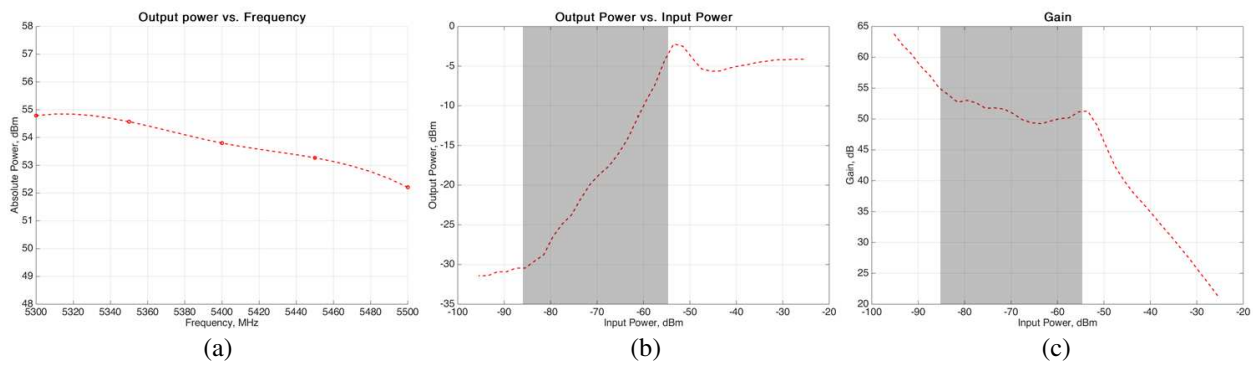 Output power vs. Frequency
58
57
56
55
54
53
52
51
50
49
48
Absolute Power, dBm
5300 5320 5340 5360 5380 5400 5420 5440 5460 5480 5500
Frequency, MHz
(a)
Output Power vs. Input Power
0
-5
-10
-15
-20
-25
-30
-35
Output Power, dBm
-100 -90 -80 -70 -60 -50 -40 -30 -20
Input Power, dBm
(b)
Gain
65
60
55
50
45
40
35
30
25
20
Gain, dB
-100 -90 -80 -70 -60 -50 -40 -30 -20
Input Power, dBm
(c)